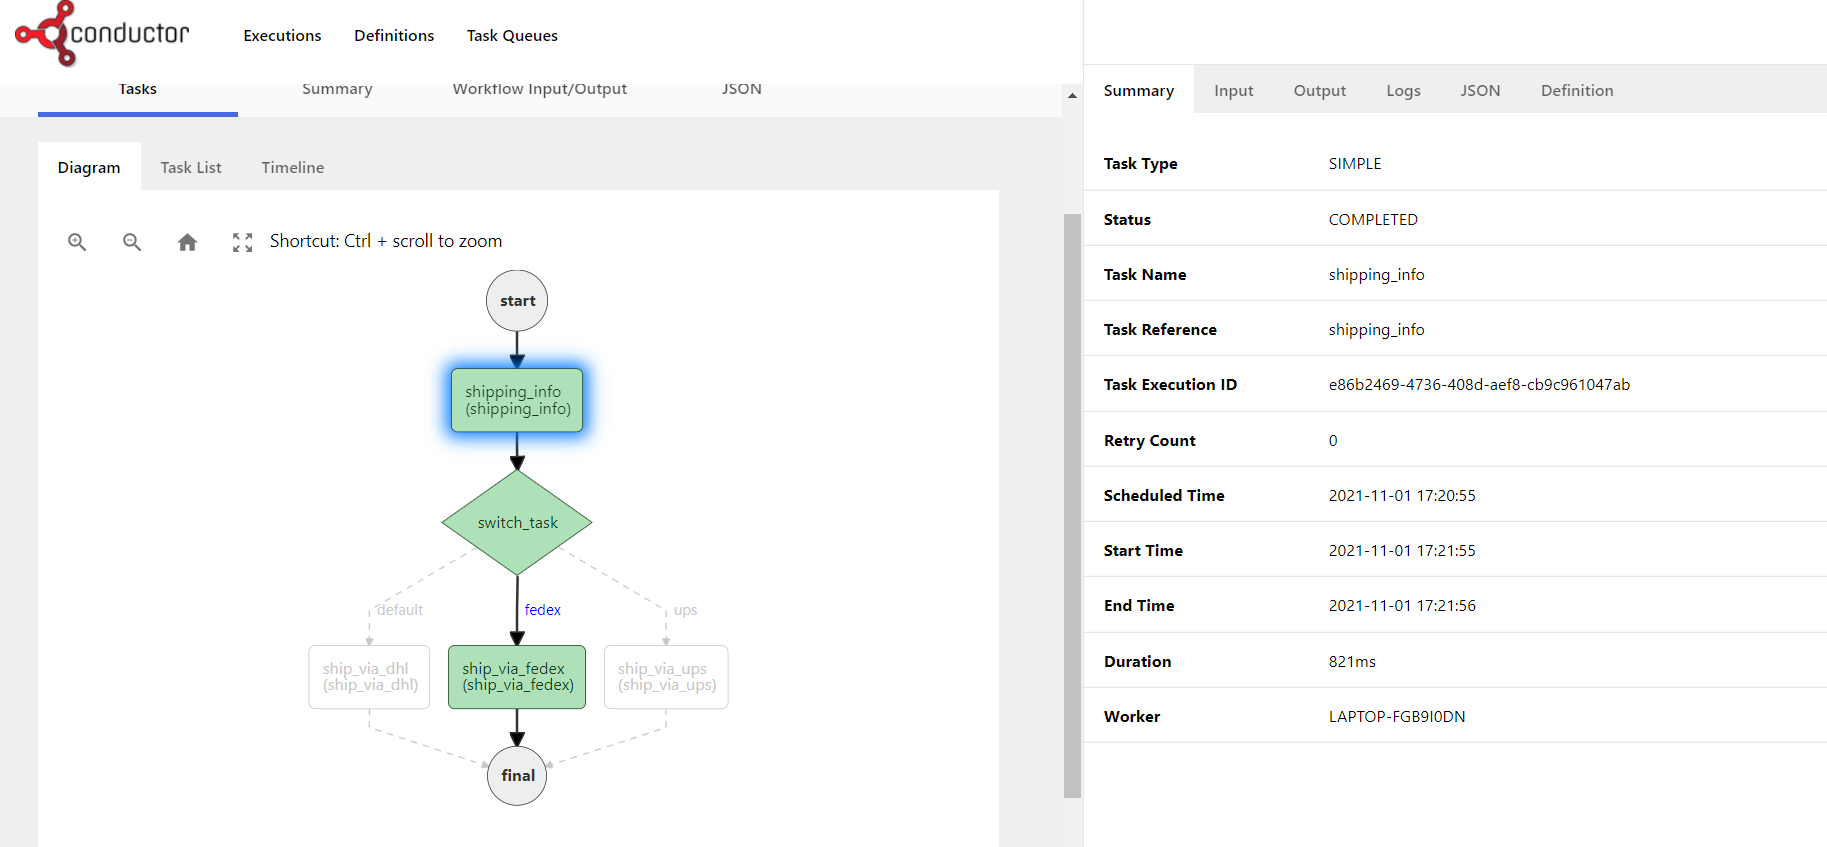 conductor
Executions Definitions Task Queues
Tasks Summary Workflow Input/Output JSON
Diagram Task List Timeline
Shortcut: Ctrl + scroll to zoom
start
shipping_info
(shipping_info)
switch_task
default fedex ups
ship_via_dhl
(ship_via_dhl)
ship_via_fedex
(ship_via_fedex)
ship_via_ups
(ship_via_ups)
final
Summary Input Output Logs JSON Definition
Task Type SIMPLE
Status COMPLETED
Task Name shipping_info
Task Reference shipping_info
Task Execution ID e86b2469-4736-408d-aef8-cb9c961047ab
Retry Count 0
Scheduled Time 2021-11-01 17:20:55
Start Time 2021-11-01 17:21:55
End Time 2021-11-01 17:21:56
Duration 821ms
Worker LAPTOP-FGB9I0DN